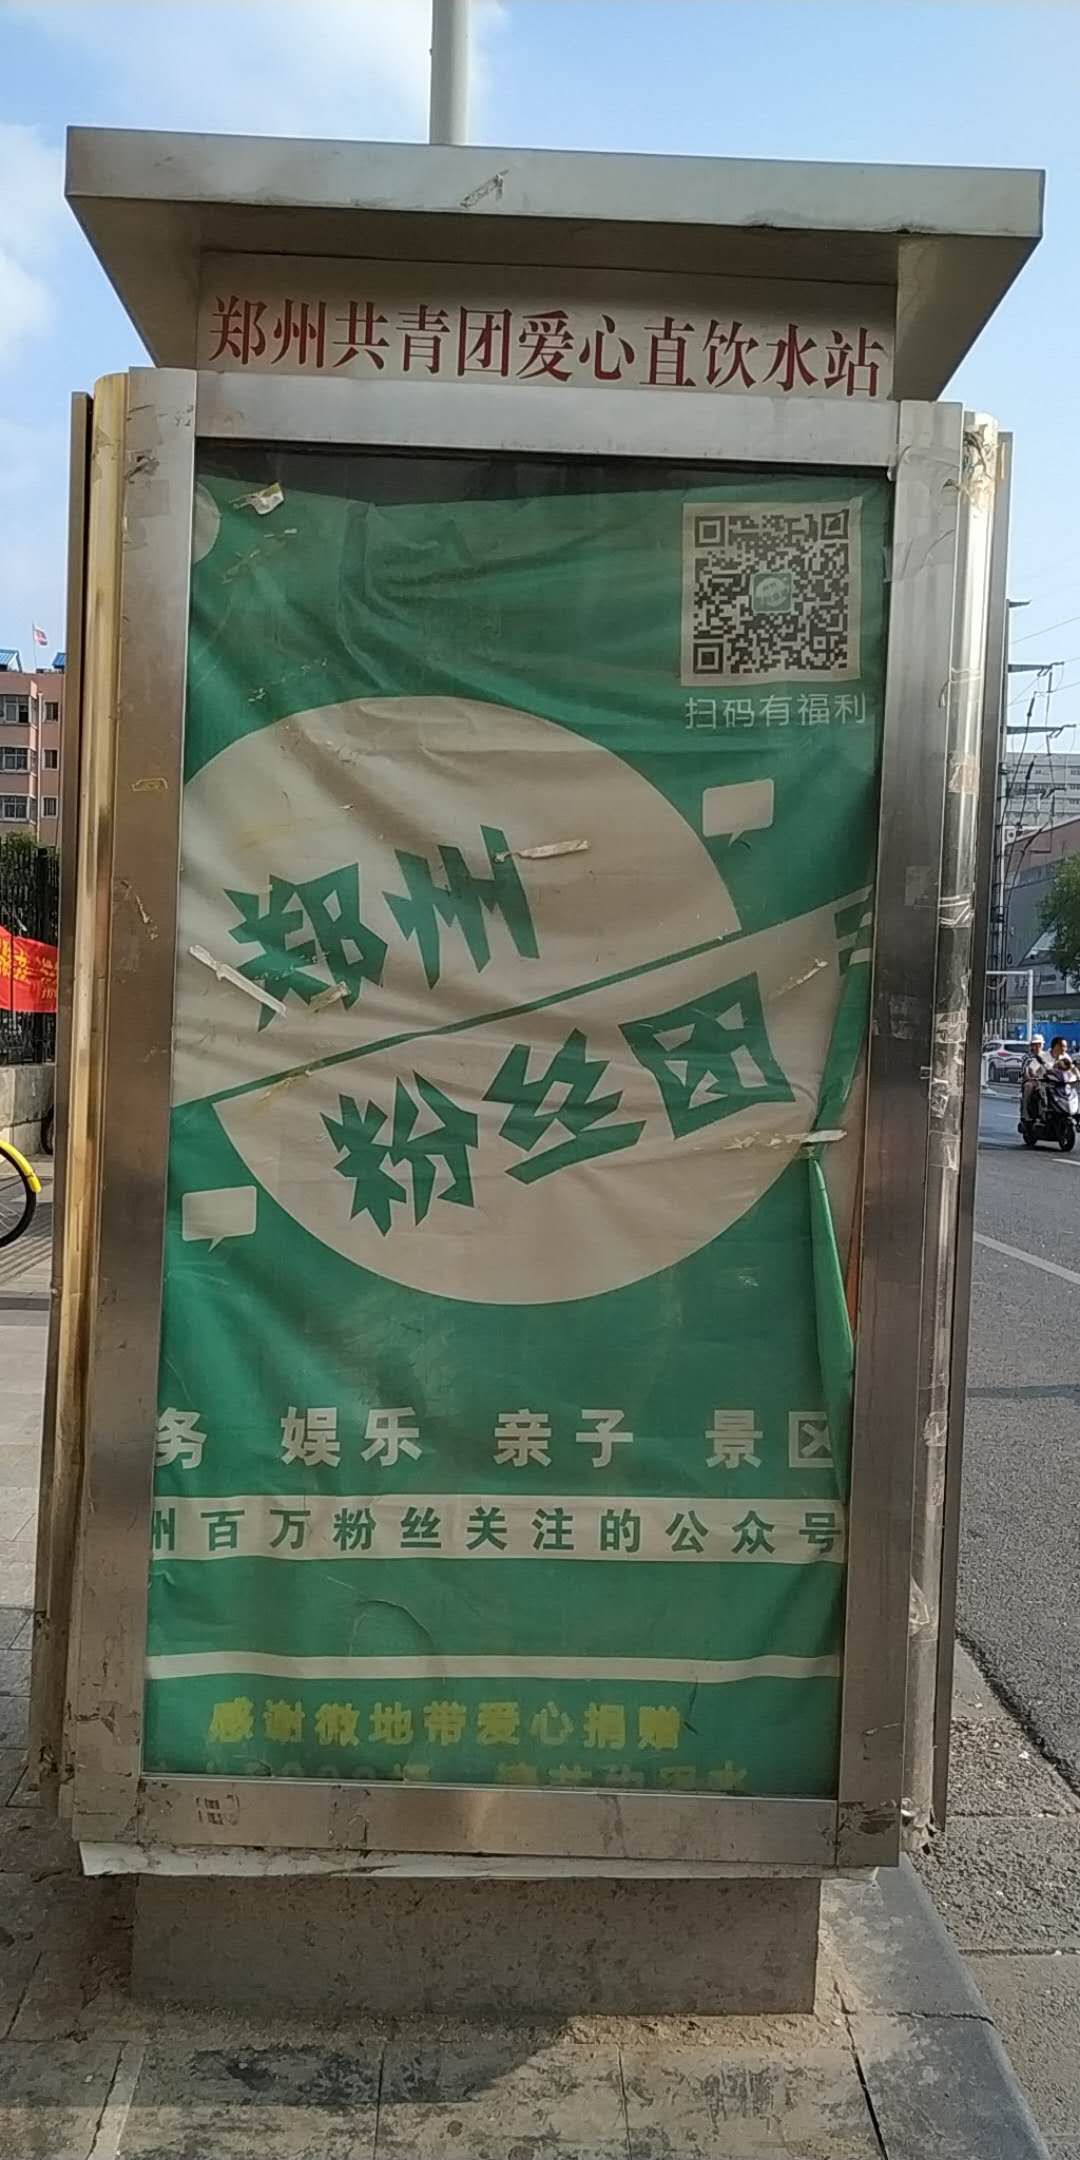 郑州共青团爱心直饮水站
扫码有福利
郑州
粉丝团
务 娱乐 亲子 景区
州百万粉丝关注的公众号
感谢微地带爱心捐赠